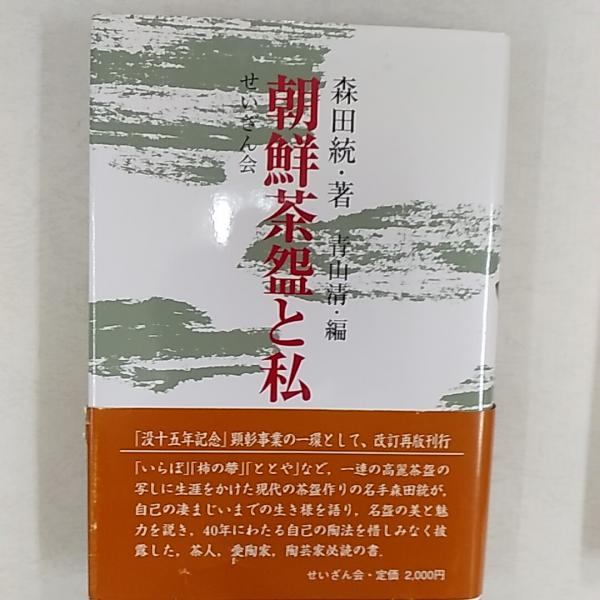 森田統・著　青山清・編
朝鮮茶盌と私
せいざん会
「没十五年記念」顕彰事業の一環として、改訂再版刊行
「いらぼ」「柿の蔕」「ととや」など，一連の高麗茶盌の
写しに生涯をかけた現代の茶盌作りの名手森田統が，
自己の凄まじいまでの生き様を語り，名盌の美と魅
力を説き，40年にわたる自己の陶法を惜しみなく披
露した，茶人，愛陶家，陶芸家必読の書．
せいざん会・定価 2,000円